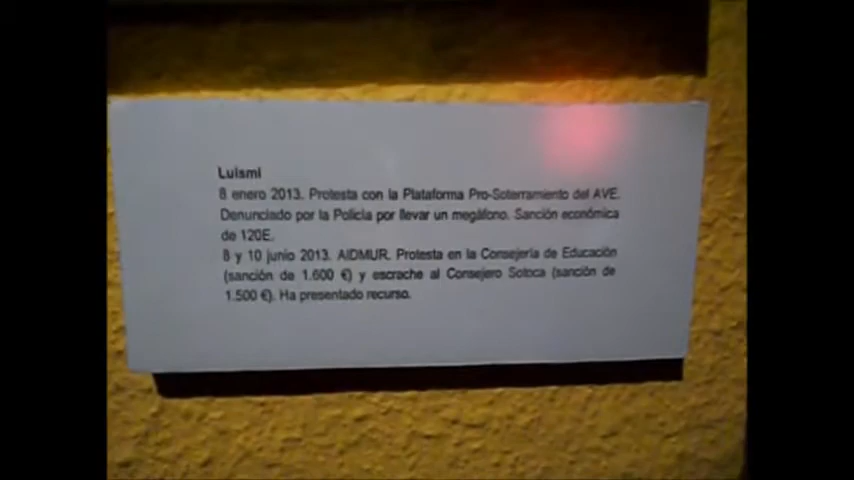 Luismi
8 enero 2013. Protesta con la Plataforma Pro-Soterramiento del AVE.
Denunciado por la Policía por llevar un megáfono. Sanción económica
de 120E.
8 y 10 junio 2013. AIDMUR. Protesta en la Consejería de Educación
(sanción de 1.600 €) y escrache al Consejero Sotoca (sanción de
1.500 €). Ha presentado recurso.